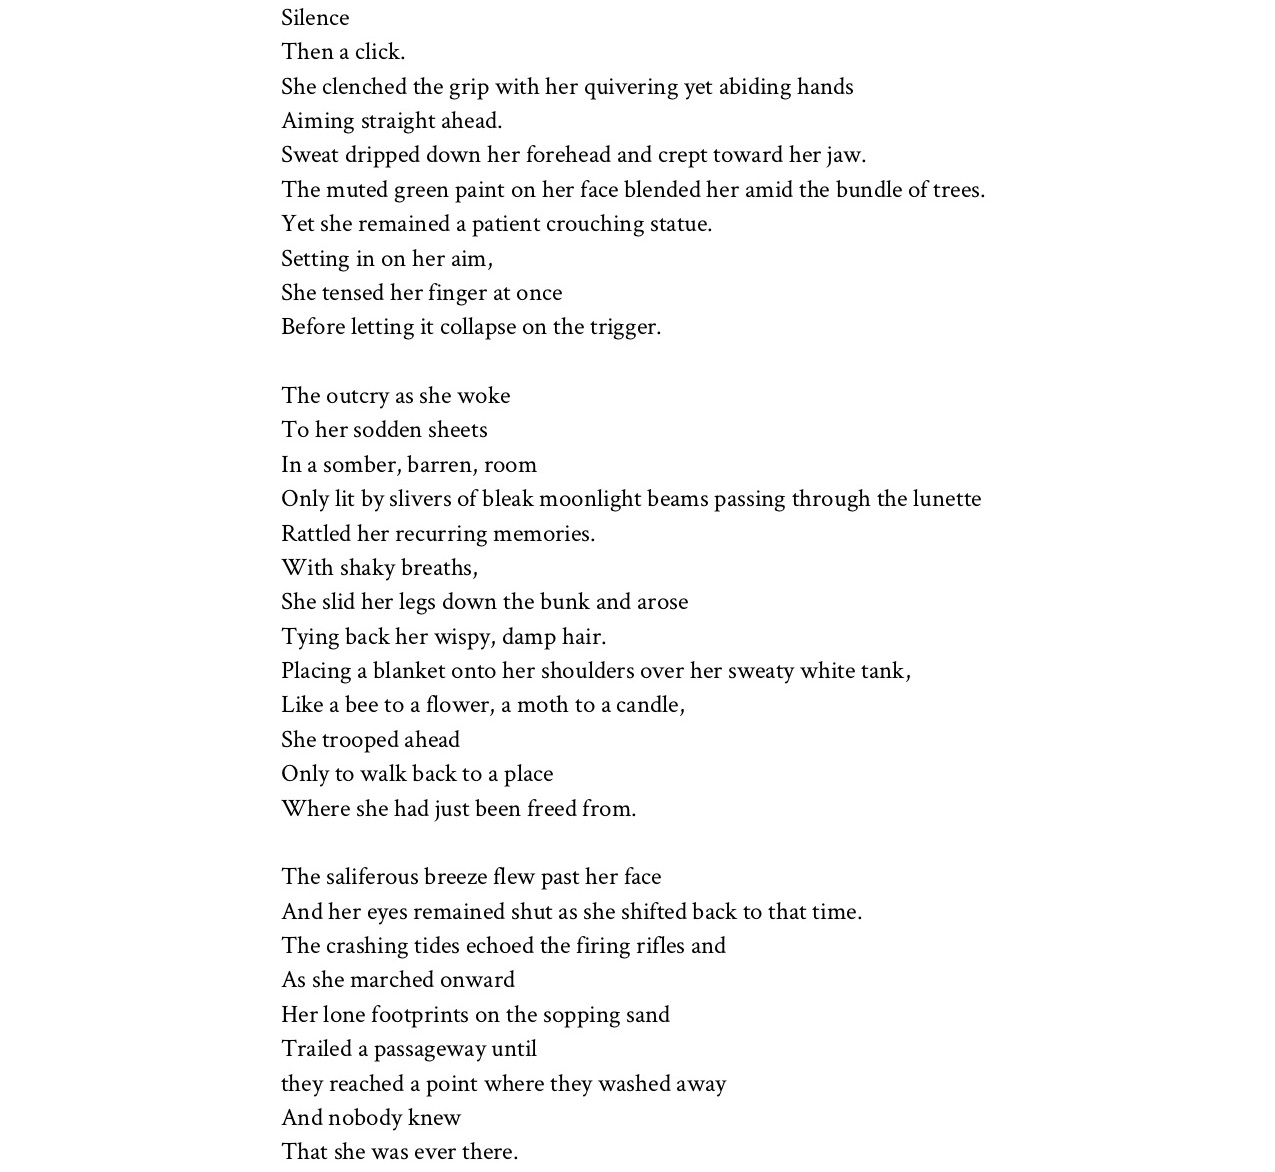 Silence
Then a click.
She clenched the grip with her quivering yet abiding hands
Aiming straight ahead.
Sweat dripped down her forehead and crept toward her jaw.
The muted green paint on her face blended her amid the bundle of trees.
Yet she remained a patient crouching statue.
Setting in on her aim,
She tensed her finger at once
Before letting it collapse on the trigger.

The outcry as she woke
To her sodden sheets
In a somber, barren, room
Only lit by slivers of bleak moonlight beams passing through the lunette
Rattled her recurring memories.
With shaky breaths,
She slid her legs down the bunk and arose
Tying back her wispy, damp hair.
Placing a blanket onto her shoulders over her sweaty white tank,
Like a bee to a flower, a moth to a candle,
She trooped ahead
Only to walk back to a place
Where she had just been freed from.

The saliferous breeze flew past her face
And her eyes remained shut as she shifted back to that time.
The crashing tides echoed the firing rifles and
As she marched onward
Her lone footprints on the sopping sand
Trailed a passageway until
they reached a point where they washed away
And nobody knew
That she was ever there.